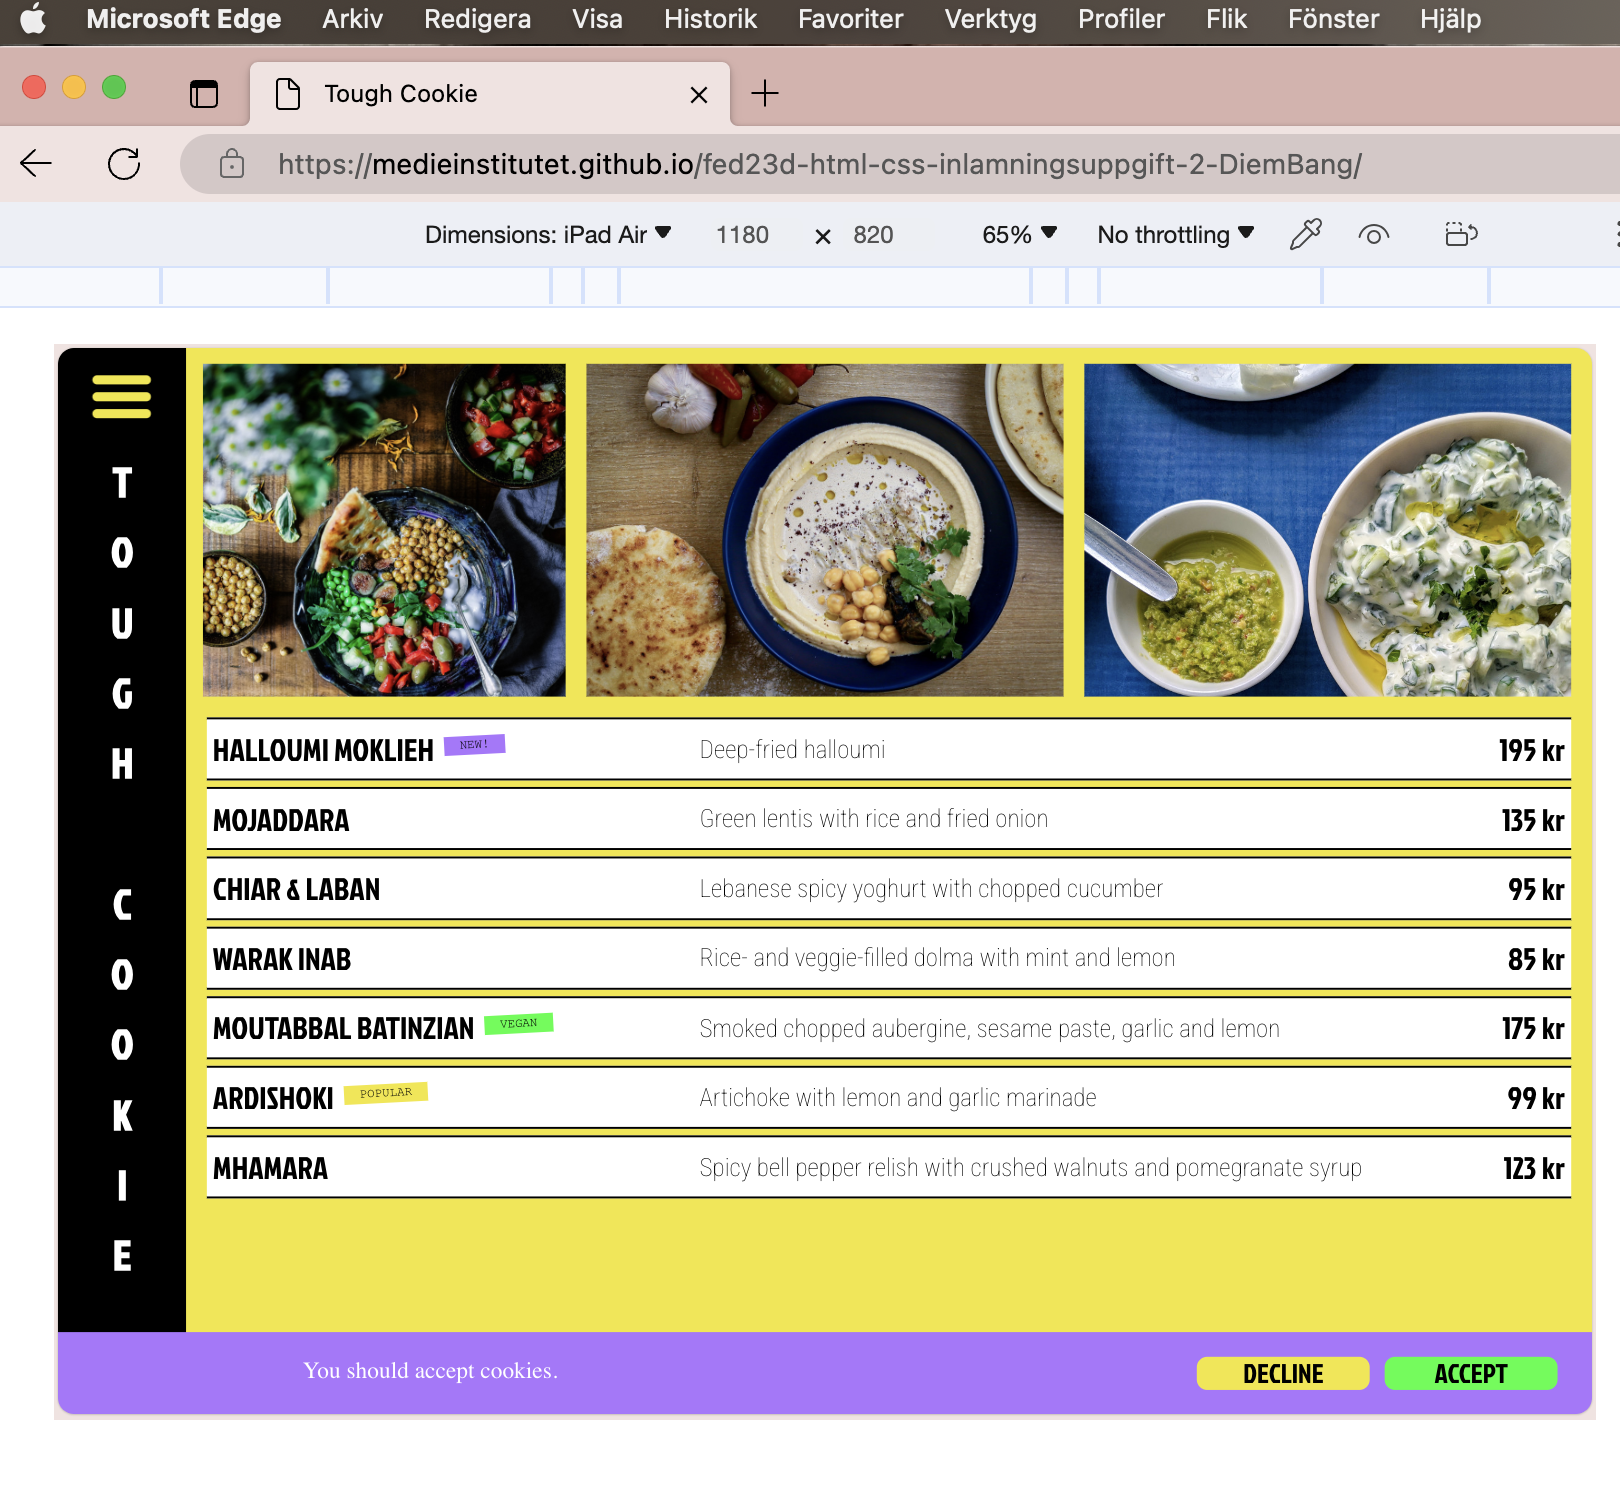 Microsoft Edge Arkiv Redigera Visa Historik Favoriter Verktyg Profiler Flik Fönster Hjälp
Tough Cookie
https://medieinstitutet.github.io/fed23d-html-css-inlamningsuppgift-2-DiemBang/
Dimensions: iPad Air 1180 × 820 65% No throttling
TOUGH COOKIE
HALLOUMI MOKLIEH NEW! Deep-fried halloumi 195 kr
MOJADDARA Green lentis with rice and fried onion 135 kr
CHIAR & LABAN Lebanese spicy yoghurt with chopped cucumber 95 kr
WARAK INAB Rice- and veggie-filled dolma with mint and lemon 85 kr
MOUTABBAL BATINZIAN VEGAN Smoked chopped aubergine, sesame paste, garlic and lemon 175 kr
ARDISHOKI POPULAR Artichoke with lemon and garlic marinade 99 kr
MHAMARA Spicy bell pepper relish with crushed walnuts and pomegranate syrup 123 kr
You should accept cookies. DECLINE ACCEPT